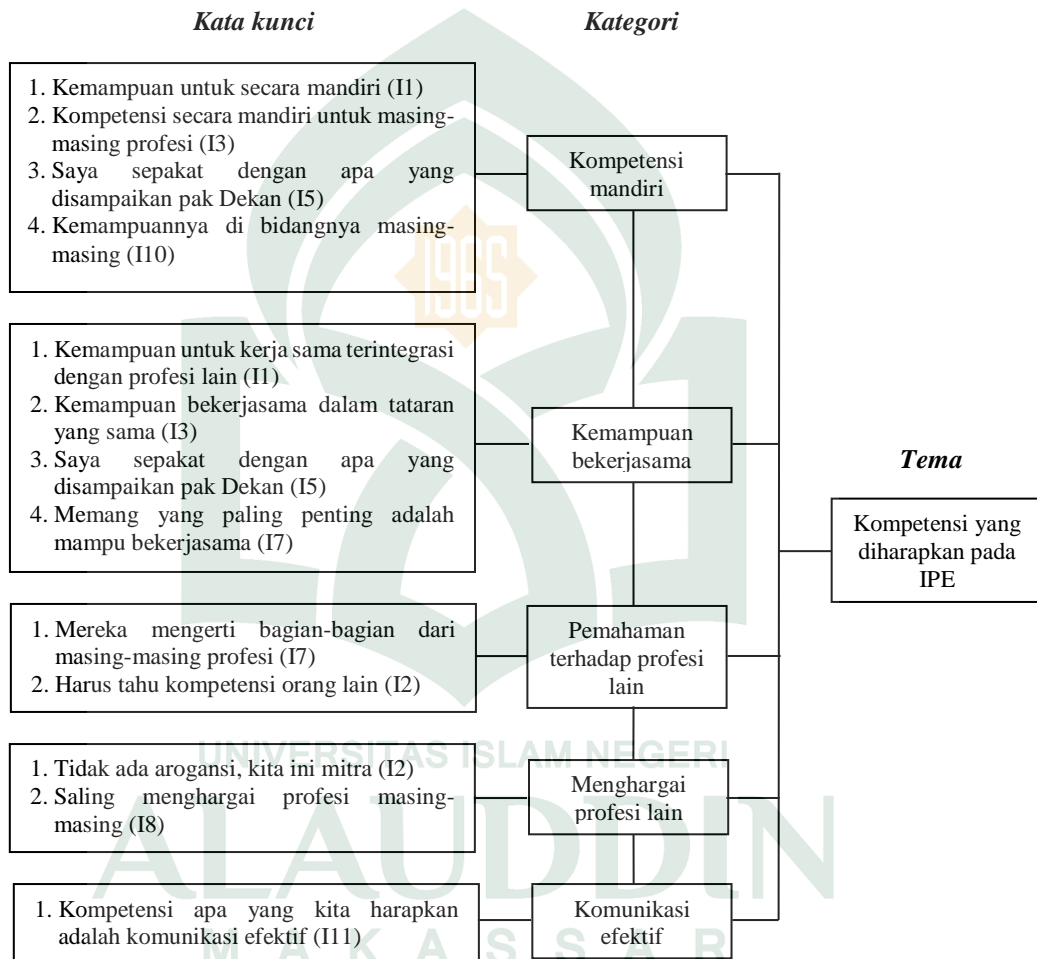 Kata kunci
Kategori
1. Kemampuan untuk secara mandiri (I1)
2. Kompetensi secara mandiri untuk masing-
masing profesi (I3)
3. Saya sepakat dengan apa yang
disampaikan pak Dekan (I5)
4. Kemampuannya di bidangnya masing-
masing (I10)
Kompetensi
mandiri
1965
1. Kemampuan untuk kerja sama terintegrasi
dengan profesi lain (I1)
2. Kemampuan bekerjasama dalam tataran
yang sama (I3)
3. Saya sepakat dengan apa yang
disampaikan pak Dekan (I5)
4. Memang yang paling penting adalah
mampu bekerjasama (I7)
Kemampuan
bekerjasama
Tema
Kompetensi yang
diharapkan pada
IPE
1. Mereka mengerti bagian-bagian dari
masing-masing profesi (I7)
2. Harus tahu kompetensi orang lain (I2)
Pemahaman
terhadap profesi
lain
UNIVERSITAS ISLAM NEGERI
1. Tidak ada arogansi, kita ini mitra (I2)
2. Saling menghargai profesi masing-
masing (I8)
Menghargai
profesi lain
ALAUDDIN
1. Kompetensi apa yang kita harapkan
adalah komunikasi efektif (I11)
Komunikasi
efektif
MAKASSAR